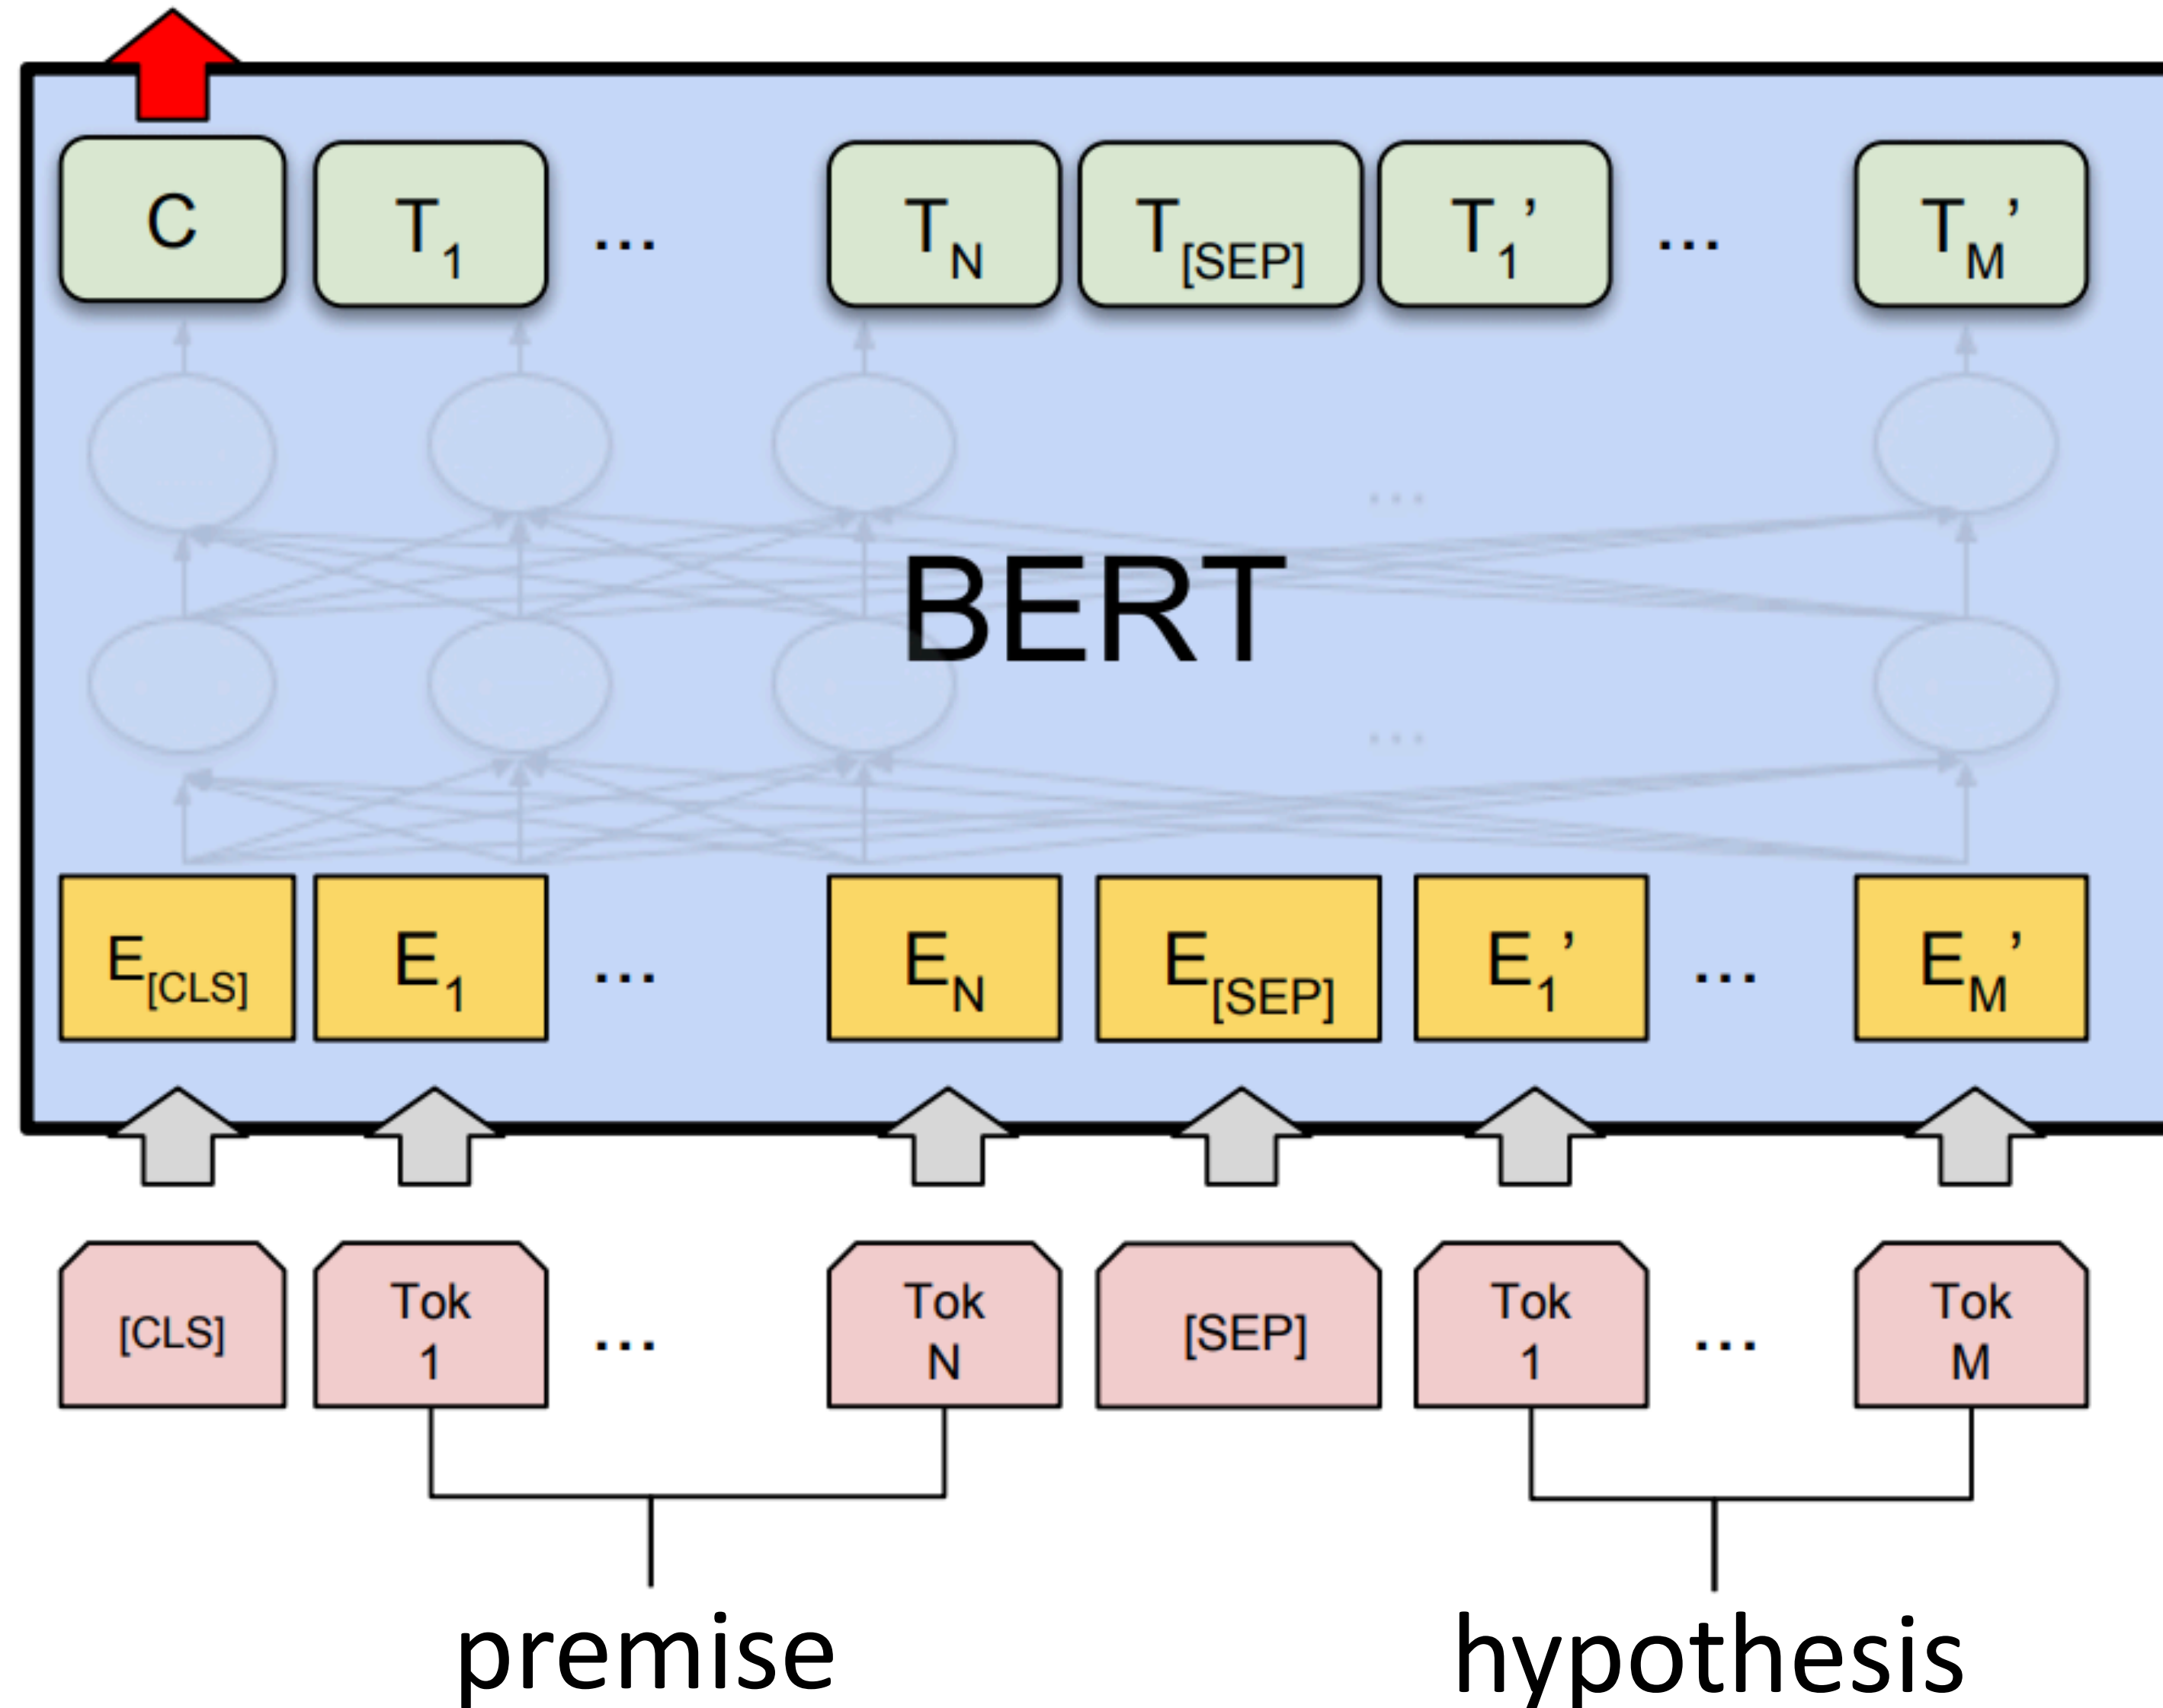 C T1 ... TN T[SEP] T1’ ... TM’
...
BERT
...
E[CLS] E1 ... EN E[SEP] E1’ ... EM’
[CLS] Tok 1 ... Tok N [SEP] Tok 1 ... Tok M
premise hypothesis